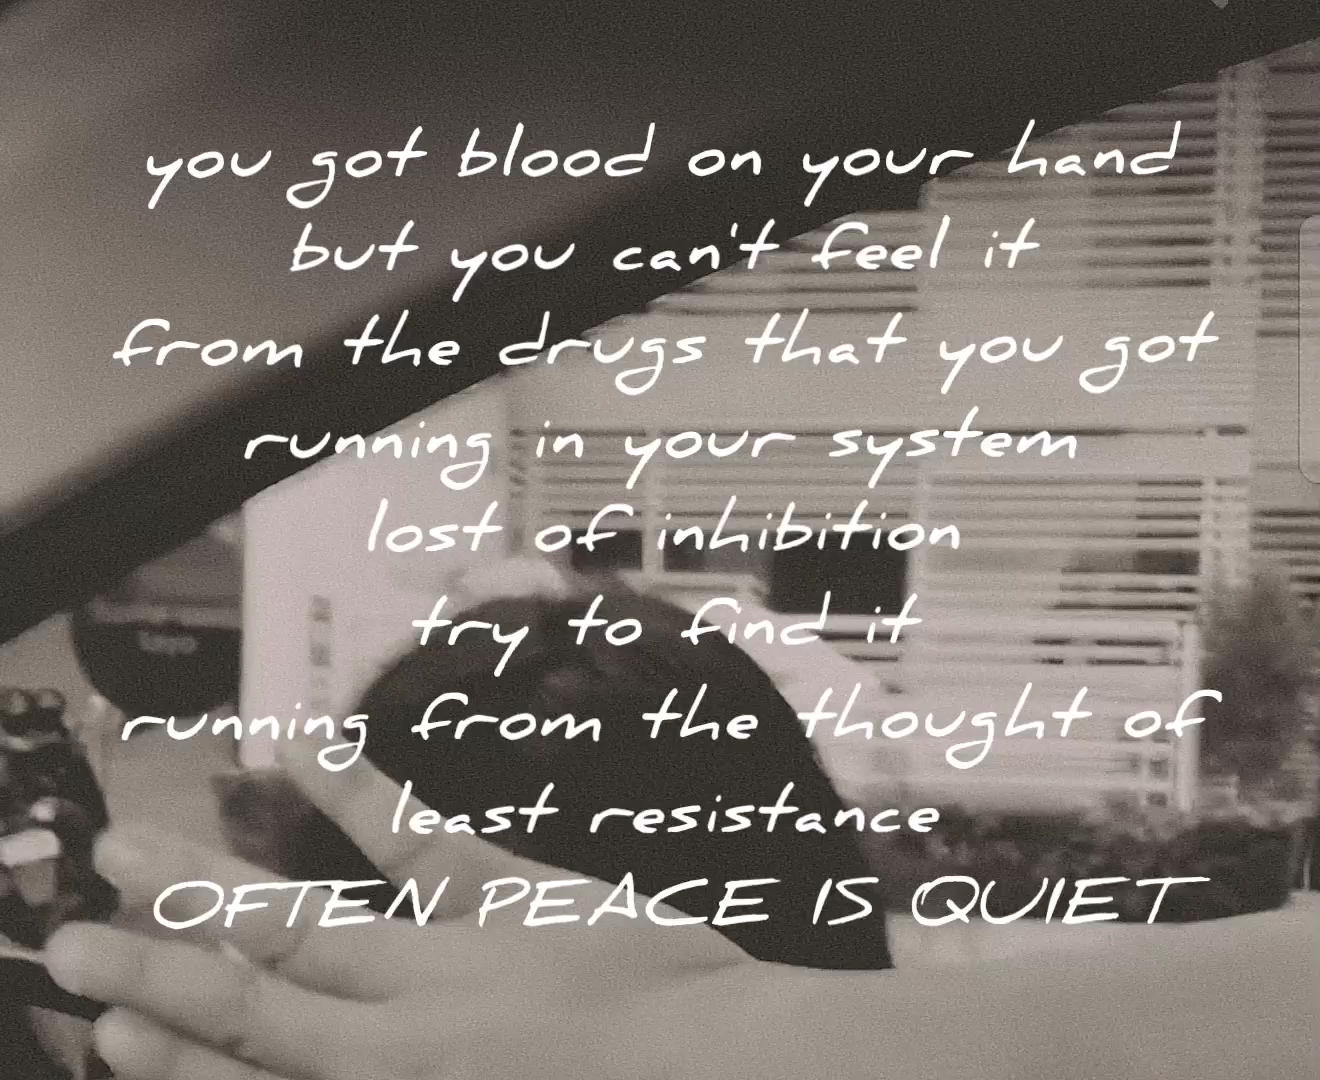 you got blood on your hand
but you can't feel it
from the drugs that you got
running in your system
lost of inhibition
try to find it
running from the thought of
least resistance
OFTEN PEACE IS QUIET